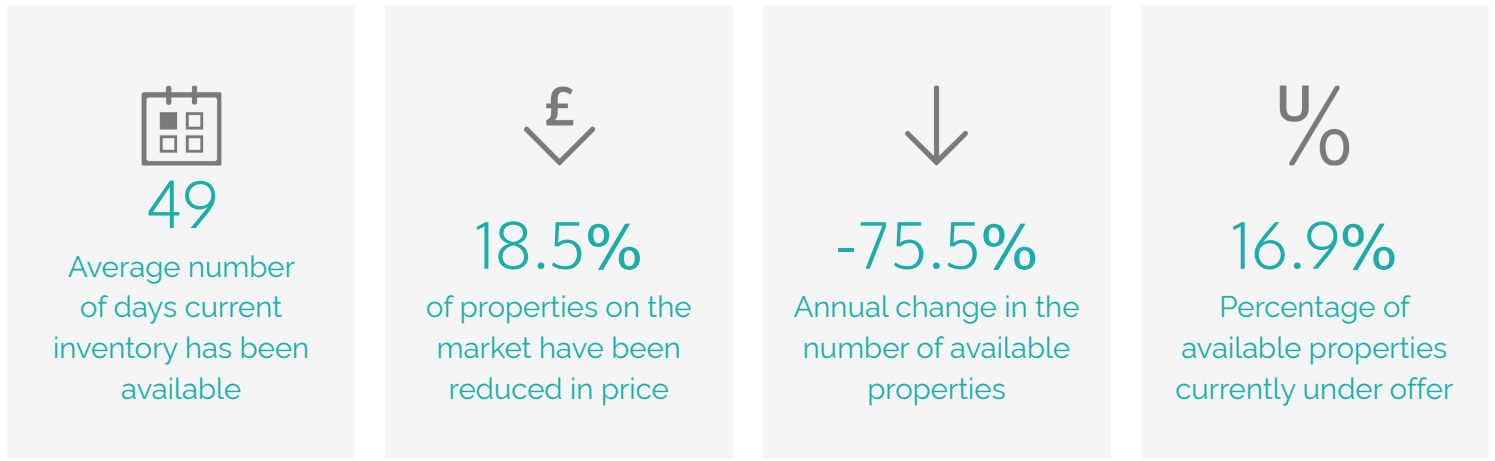 49
Average number
of days current
inventory has been
available
£
18.5%
of properties on the
market have been
reduced in price
-75.5%
Annual change in the
number of available
properties
U/O
16.9%
Percentage of
available properties
currently under offer